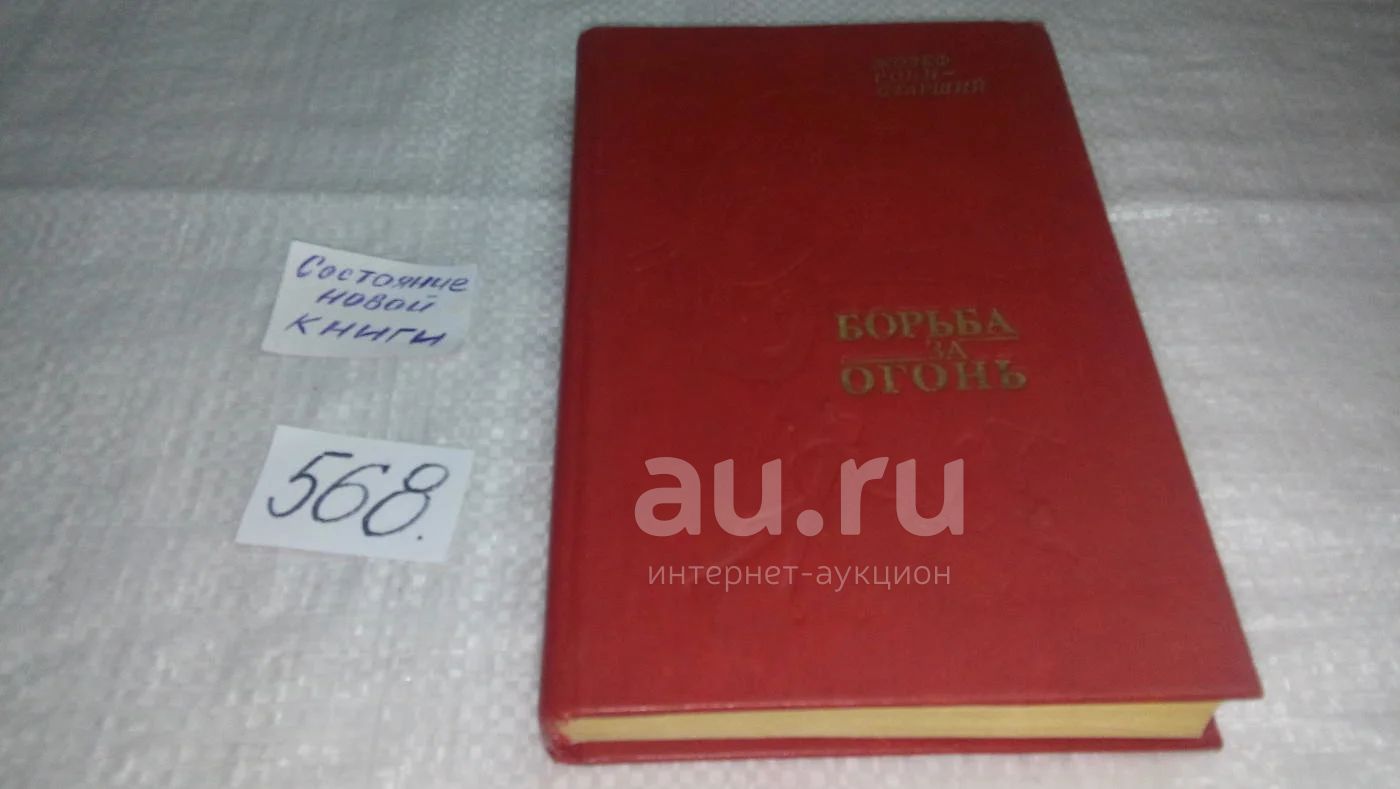 ЖОЗЕФ
РОНИ-
СТАРШИЙ
БОРЬБА
ЗА
ОГОНЬ
Состояние
новой
книги
568.
au.ru
интернет-аукцион